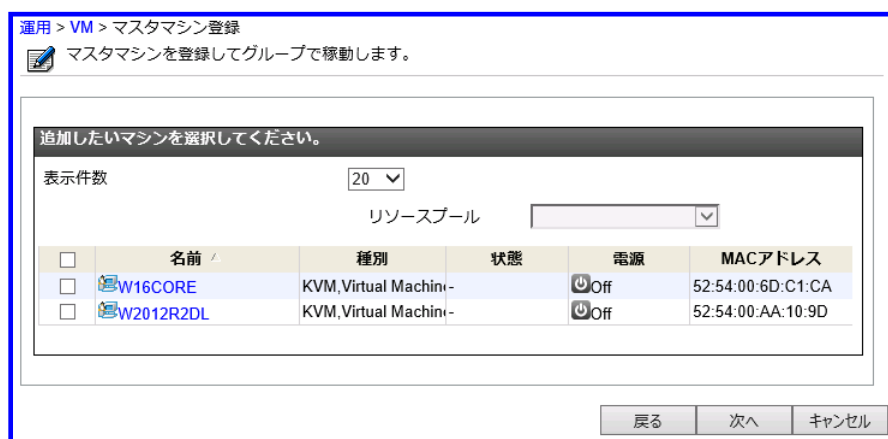 運用 > VM > マスタマシン登録
マスタマシンを登録してグループで稼動します。
追加したいマシンを選択してください。
表示件数 20
リソースプール
名前 種別 状態 電源 MACアドレス
W16CORE KVM,Virtual Machin - Off 52:54:00:6D:C1:CA
W2012R2DL KVM,Virtual Machin - Off 52:54:00:AA:10:9D
戻る 次へ キャンセル